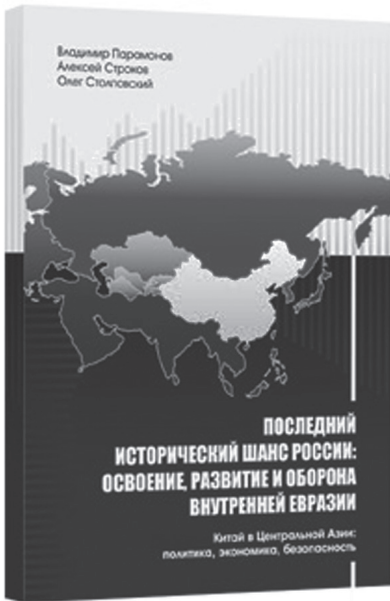 Владимир Парамонов
Алексей Строков
Олег Столповский
ПОСЛЕДНИЙ
ИСТОРИЧЕСКИЙ ШАНС РОССИИ:
ОСВОЕНИЕ, РАЗВИТИЕ И ОБОРОНА
ВНУТРЕННЕЙ ЕВРАЗИИ
Китай в Центральной Азии:
политика, экономика, безопасность